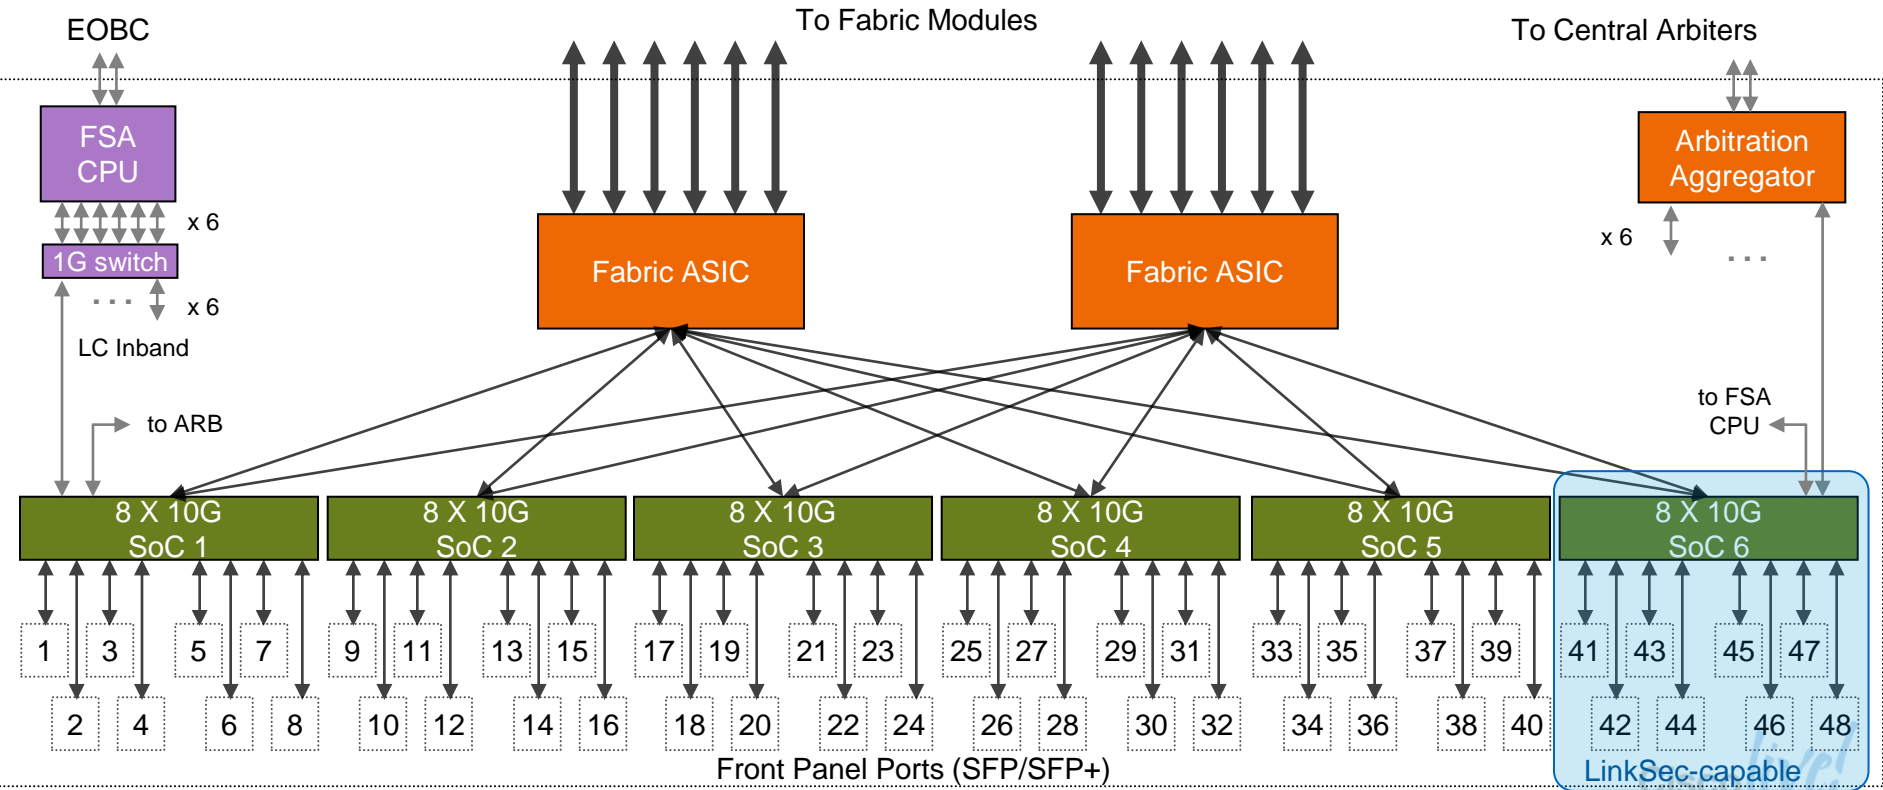 EOBC
To Fabric Modules
To Central Arbiters
FSA
CPU
x 6
1G switch
. . .
x 6
LC Inband
to ARB
Fabric ASIC
Fabric ASIC
Arbitration
Aggregator
x 6
. . .
to FSA
CPU
8 X 10G
SoC 1
8 X 10G
SoC 2
8 X 10G
SoC 3
8 X 10G
SoC 4
8 X 10G
SoC 5
8 X 10G
SoC 6
1 3 5 7 9 11 13 15 17 19 21 23 25 27 29 31 33 35 37 39 41 43 45 47
2 4 6 8 10 12 14 16 18 20 22 24 26 28 30 32 34 36 38 40 42 44 46 48
Front Panel Ports (SFP/SFP+)
LinkSec-capable
live!